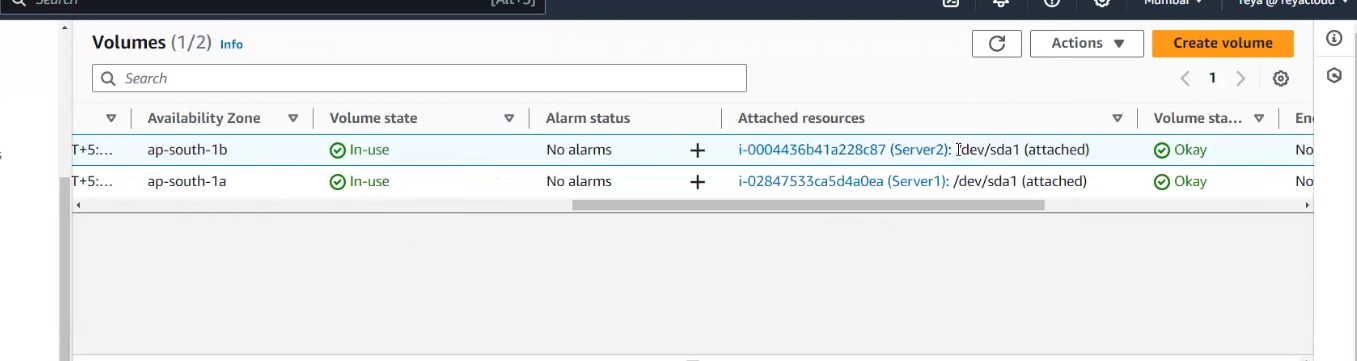 Search [Alt+S] Mumbai reya @ reyacloud
Volumes (1/2) Info Actions Create volume
Search 1
Availability Zone Volume state Alarm status Attached resources Volume sta...
T+5:... ap-south-1b In-use No alarms i-0004436b41a228c87 (Server2): /dev/sda1 (attached) Okay No
T+5:... ap-south-1a In-use No alarms i-02847533ca5d4a0ea (Server1): /dev/sda1 (attached) Okay No